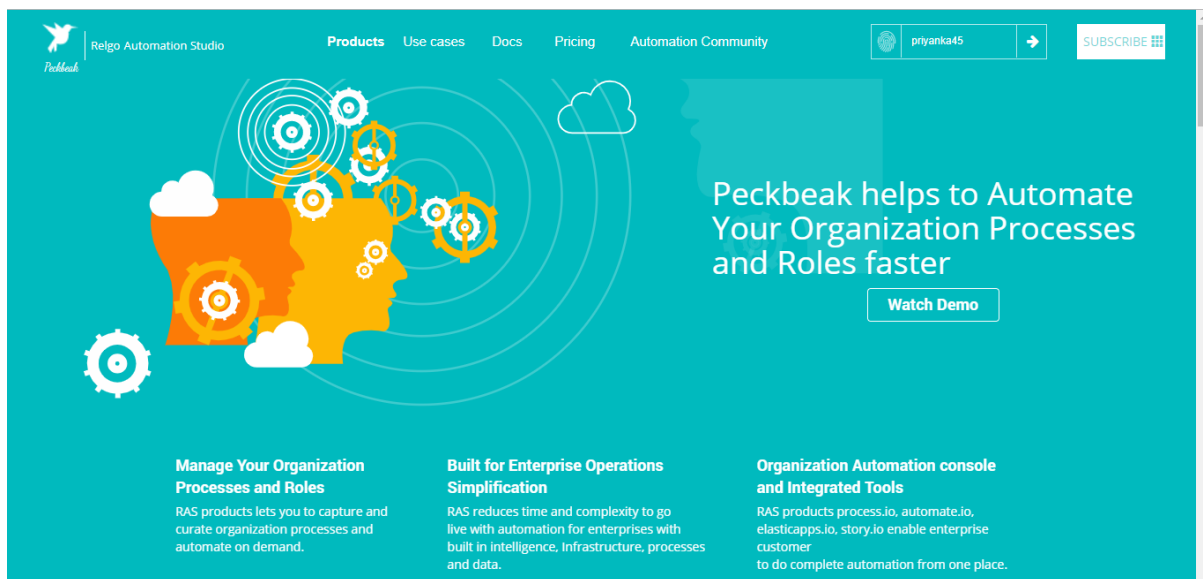 Peckbeak
Relgo Automation Studio
Products Use cases Docs Pricing Automation Community
priyanka45
SUBSCRIBE
Peckbeak helps to Automate
Your Organization Processes
and Roles faster
Watch Demo
Manage Your Organization
Processes and Roles
RAS products lets you to capture and
curate organization processes and
automate on demand.
Built for Enterprise Operations
Simplification
RAS reduces time and complexity to go
live with automation for enterprises with
built in intelligence, Infrastructure, processes
and data.
Organization Automation console
and Integrated Tools
RAS products process.io, automate.io,
elasticapps.io, story.io enable enterprise
customer
to do complete automation from one place.